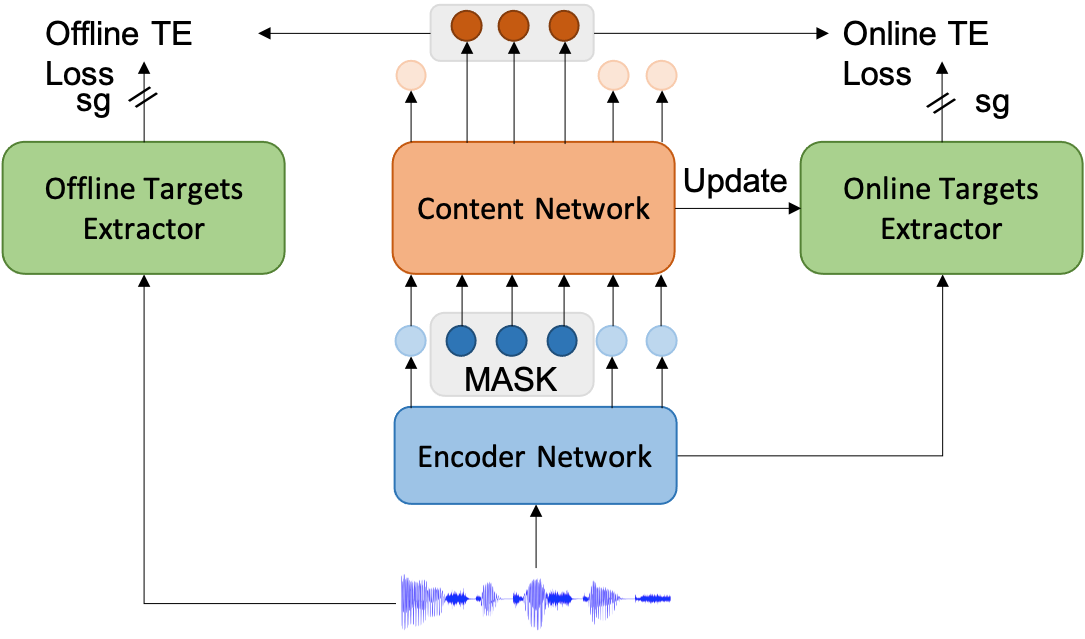 Offline TE
Loss
sg
Online TE
Loss
sg
Offline Targets
Extractor
Content Network
Update
Online Targets
Extractor
MASK
Encoder Network